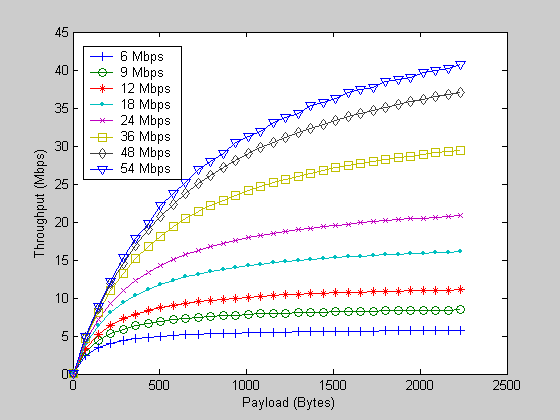 45
40
35
30
25
20
15
10
5
0
Throughput (Mbps)
6 Mbps
9 Mbps
12 Mbps
18 Mbps
24 Mbps
36 Mbps
48 Mbps
54 Mbps
0 500 1000 1500 2000 2500
Payload (Bytes)